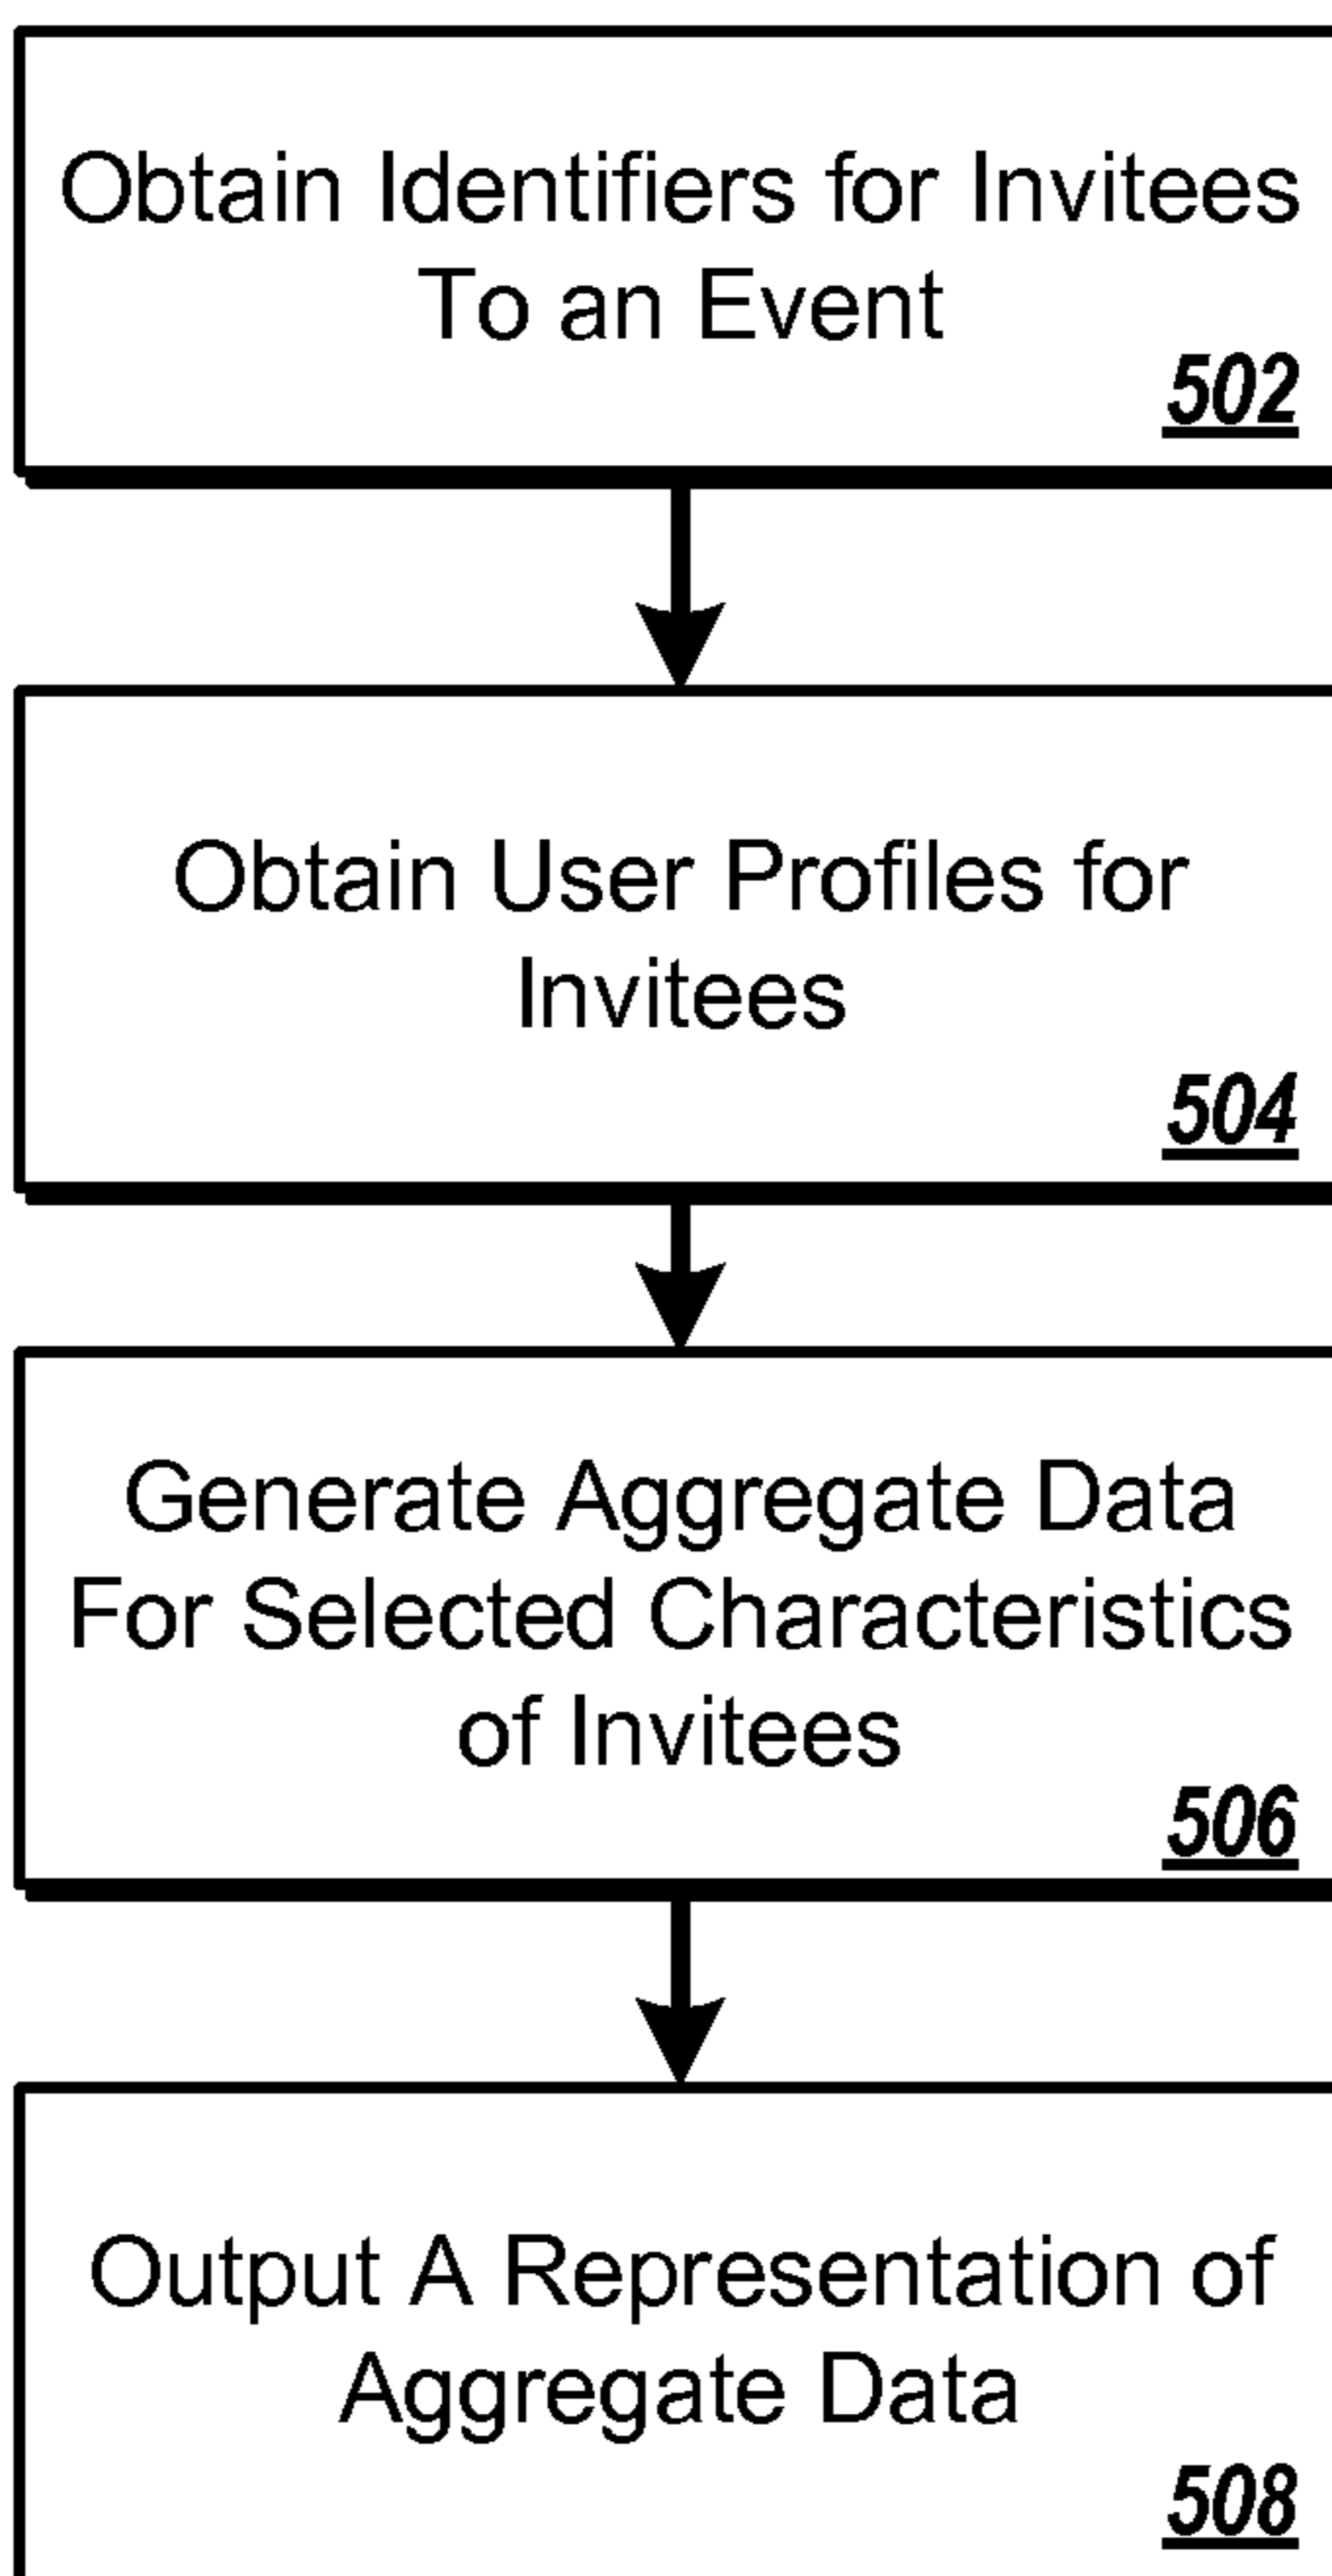 Obtain Identifiers for Invitees
To an Event
502
Obtain User Profiles for
Invitees
504
Generate Aggregate Data
For Selected Characteristics
of Invitees
506
Output A Representation of
Aggregate Data
508